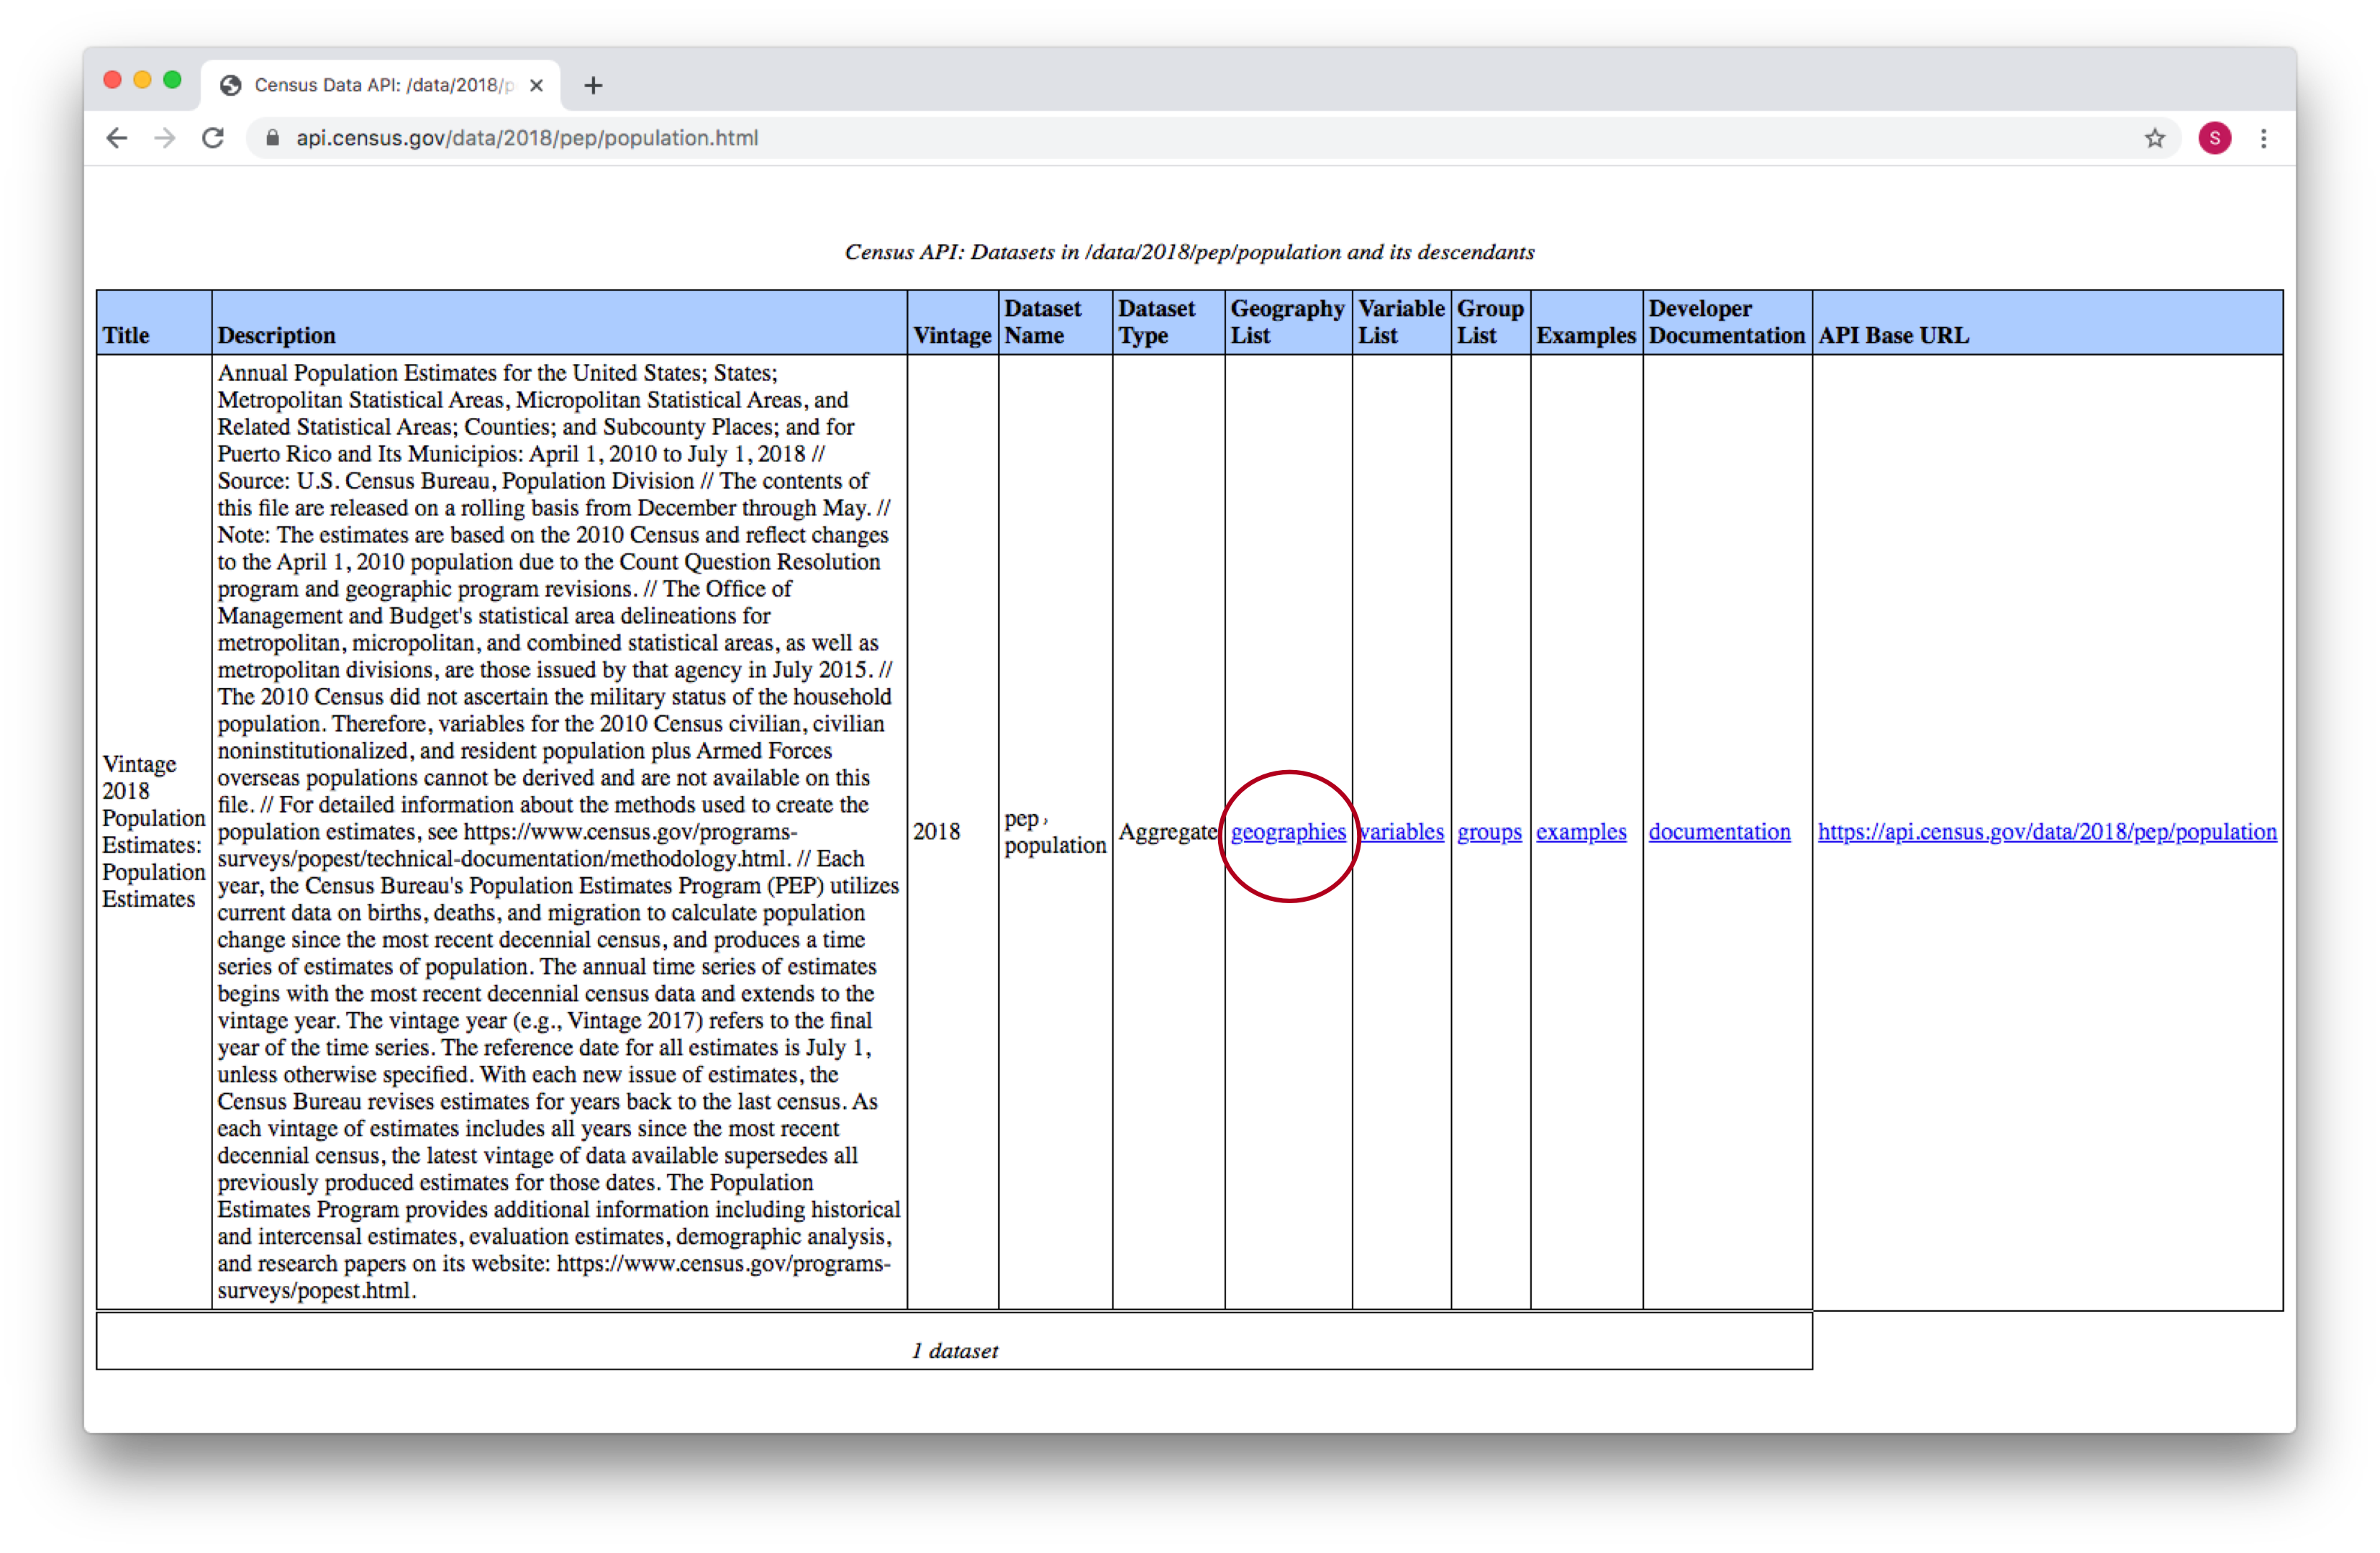 Census Data API: /data/2018/p
api.census.gov/data/2018/pep/population.html
S
Census API: Datasets in /data/2018/pep/population and its descendants
Title
Description
Vintage
Dataset
Name
Dataset
Type
Geography
List
Variable
List
Group
List
Examples
Developer
Documentation
API Base URL
Vintage
2018
Population
Estimates:
Population
Estimates
Annual Population Estimates for the United States; States;
Metropolitan Statistical Areas, Micropolitan Statistical Areas, and
Related Statistical Areas; Counties; and Subcounty Places; and for
Puerto Rico and Its Municipios: April 1, 2010 to July 1, 2018 //
Source: U.S. Census Bureau, Population Division // The contents of
this file are released on a rolling basis from December through May. //
Note: The estimates are based on the 2010 Census and reflect changes
to the April 1, 2010 population due to the Count Question Resolution
program and geographic program revisions. // The Office of
Management and Budget's statistical area delineations for
metropolitan, micropolitan, and combined statistical areas, as well as
metropolitan divisions, are those issued by that agency in July 2015. //
The 2010 Census did not ascertain the military status of the household
population. Therefore, variables for the 2010 Census civilian, civilian
noninstitutionalized, and resident population plus Armed Forces
overseas populations cannot be derived and are not available on this
file. // For detailed information about the methods used to create the
population estimates, see https://www.census.gov/programs-
surveys/popest/technical-documentation/methodology.html. // Each
year, the Census Bureau's Population Estimates Program (PEP) utilizes
current data on births, deaths, and migration to calculate population
change since the most recent decennial census, and produces a time
series of estimates of population. The annual time series of estimates
begins with the most recent decennial census data and extends to the
vintage year. The vintage year (e.g., Vintage 2017) refers to the final
year of the time series. The reference date for all estimates is July 1,
unless otherwise specified. With each new issue of estimates, the
Census Bureau revises estimates for years back to the last census. As
each vintage of estimates includes all years since the most recent
decennial census, the latest vintage of data available supersedes all
previously produced estimates for those dates. The Population
Estimates Program provides additional information including historical
and intercensal estimates, evaluation estimates, demographic analysis,
and research papers on its website: https://www.census.gov/programs-
surveys/popest.html.
2018
pep ›
population
Aggregate
geographies
variables
groups
examples
documentation
https://api.census.gov/data/2018/pep/population
1 dataset